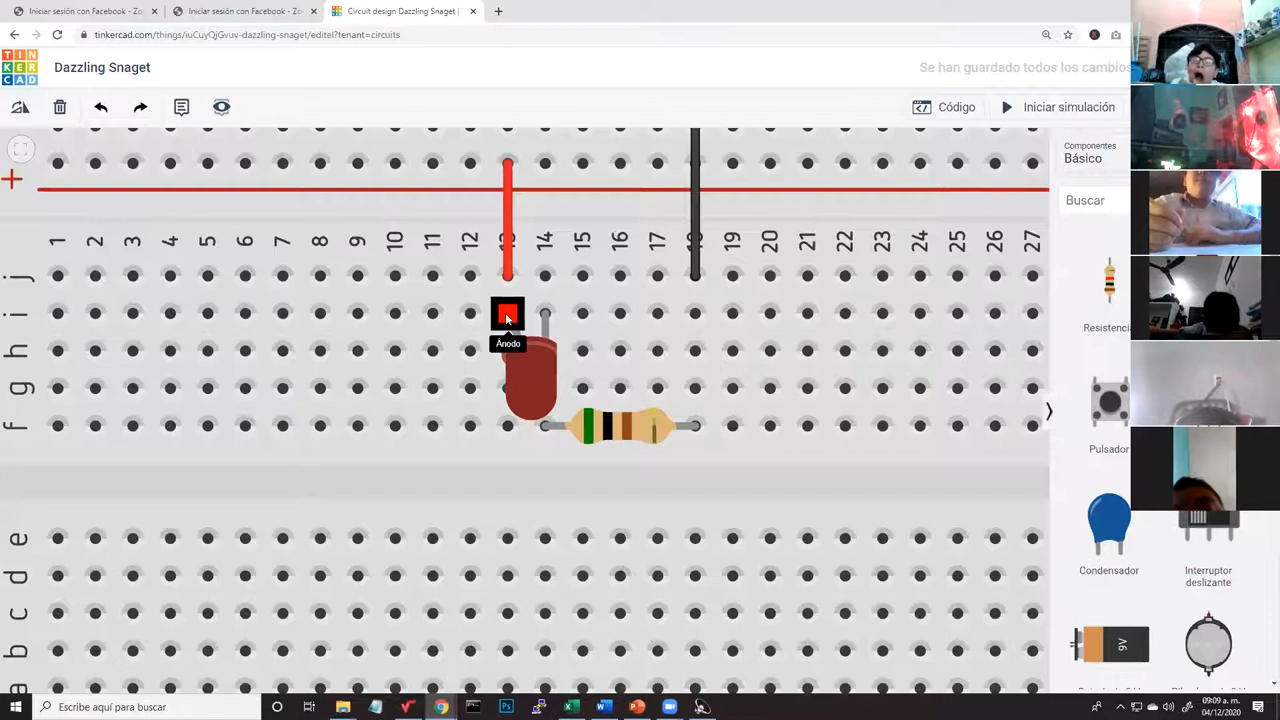 Iniciar sesión con Facebook - Zo
Iniciar sesión con Facebook - Zo
Circuit design Dazzling Snaget |
tinkercad.com/things/iuCuyQjGvuv-dazzling-snaget/editel?tenant=circuits
TIN
KER
CAD
Dazzling Snaget
Se han guardado todos los cambios
Código
Iniciar simulación
Componentes
Básico
Buscar
+
1 2 3 4 5 6 7 8 9 10 11 12 13 14 15 16 17 18 19 20 21 22 23 24 25 26 27
j
i
Ánodo
h
g
f
e
d
c
b
a
Resistencia
Pulsador
Condensador
Interruptor
deslizante
9V
Escribe aquí para buscar
09:09 a. m.
04/12/2020